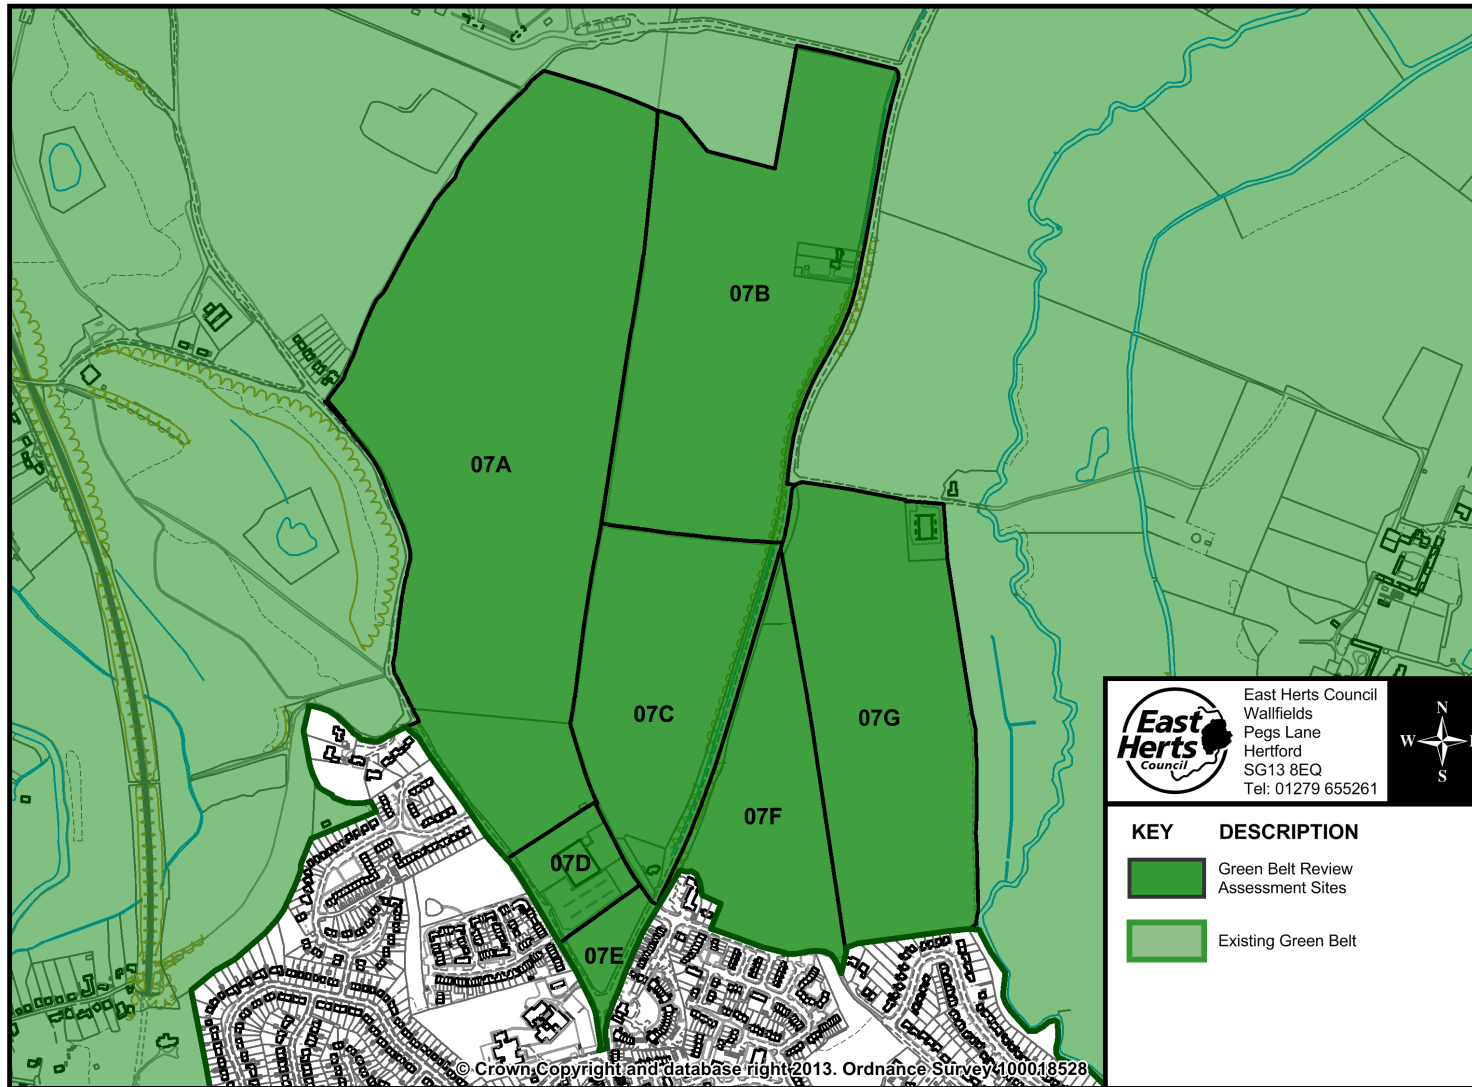 07A
07B
07C
07D
07E
07F
07G
East
Herts
Council
East Herts Council
Wallfields
Pegs Lane
Hertford
SG13 8EQ
Tel: 01279 655261
N
W
S
KEY DESCRIPTION
Green Belt Review
Assessment Sites
Existing Green Belt
© Crown Copyright and database right 2013. Ordnance Survey 100018528